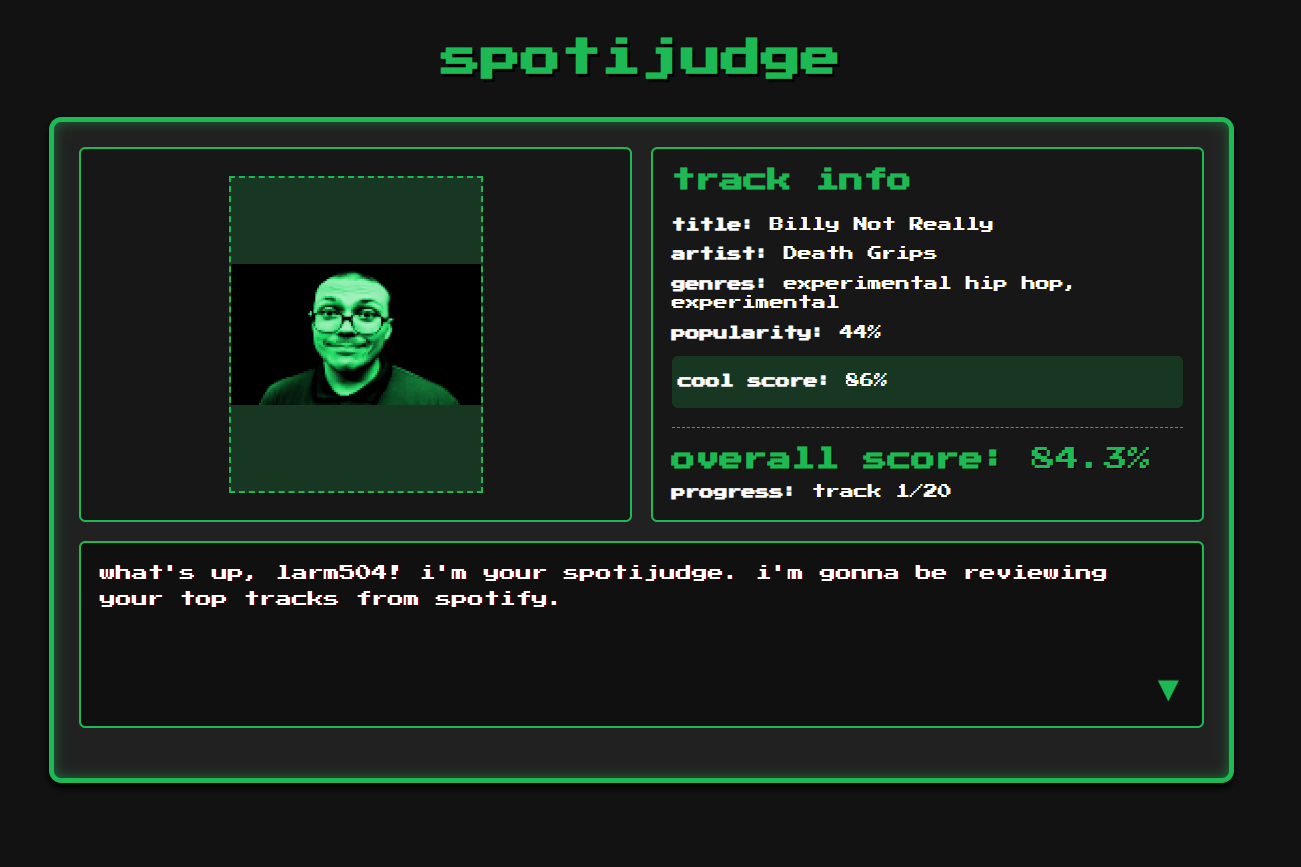 spotijudge
track info
title: Billy Not Really
artist: Death Grips
genres: experimental hip hop,
experimental
popularity: 44%
cool score: 86%
overall score: 84.3%
progress: track 1/20
what's up, larm504! i'm your spotijudge. i'm gonna be reviewing
your top tracks from spotify.